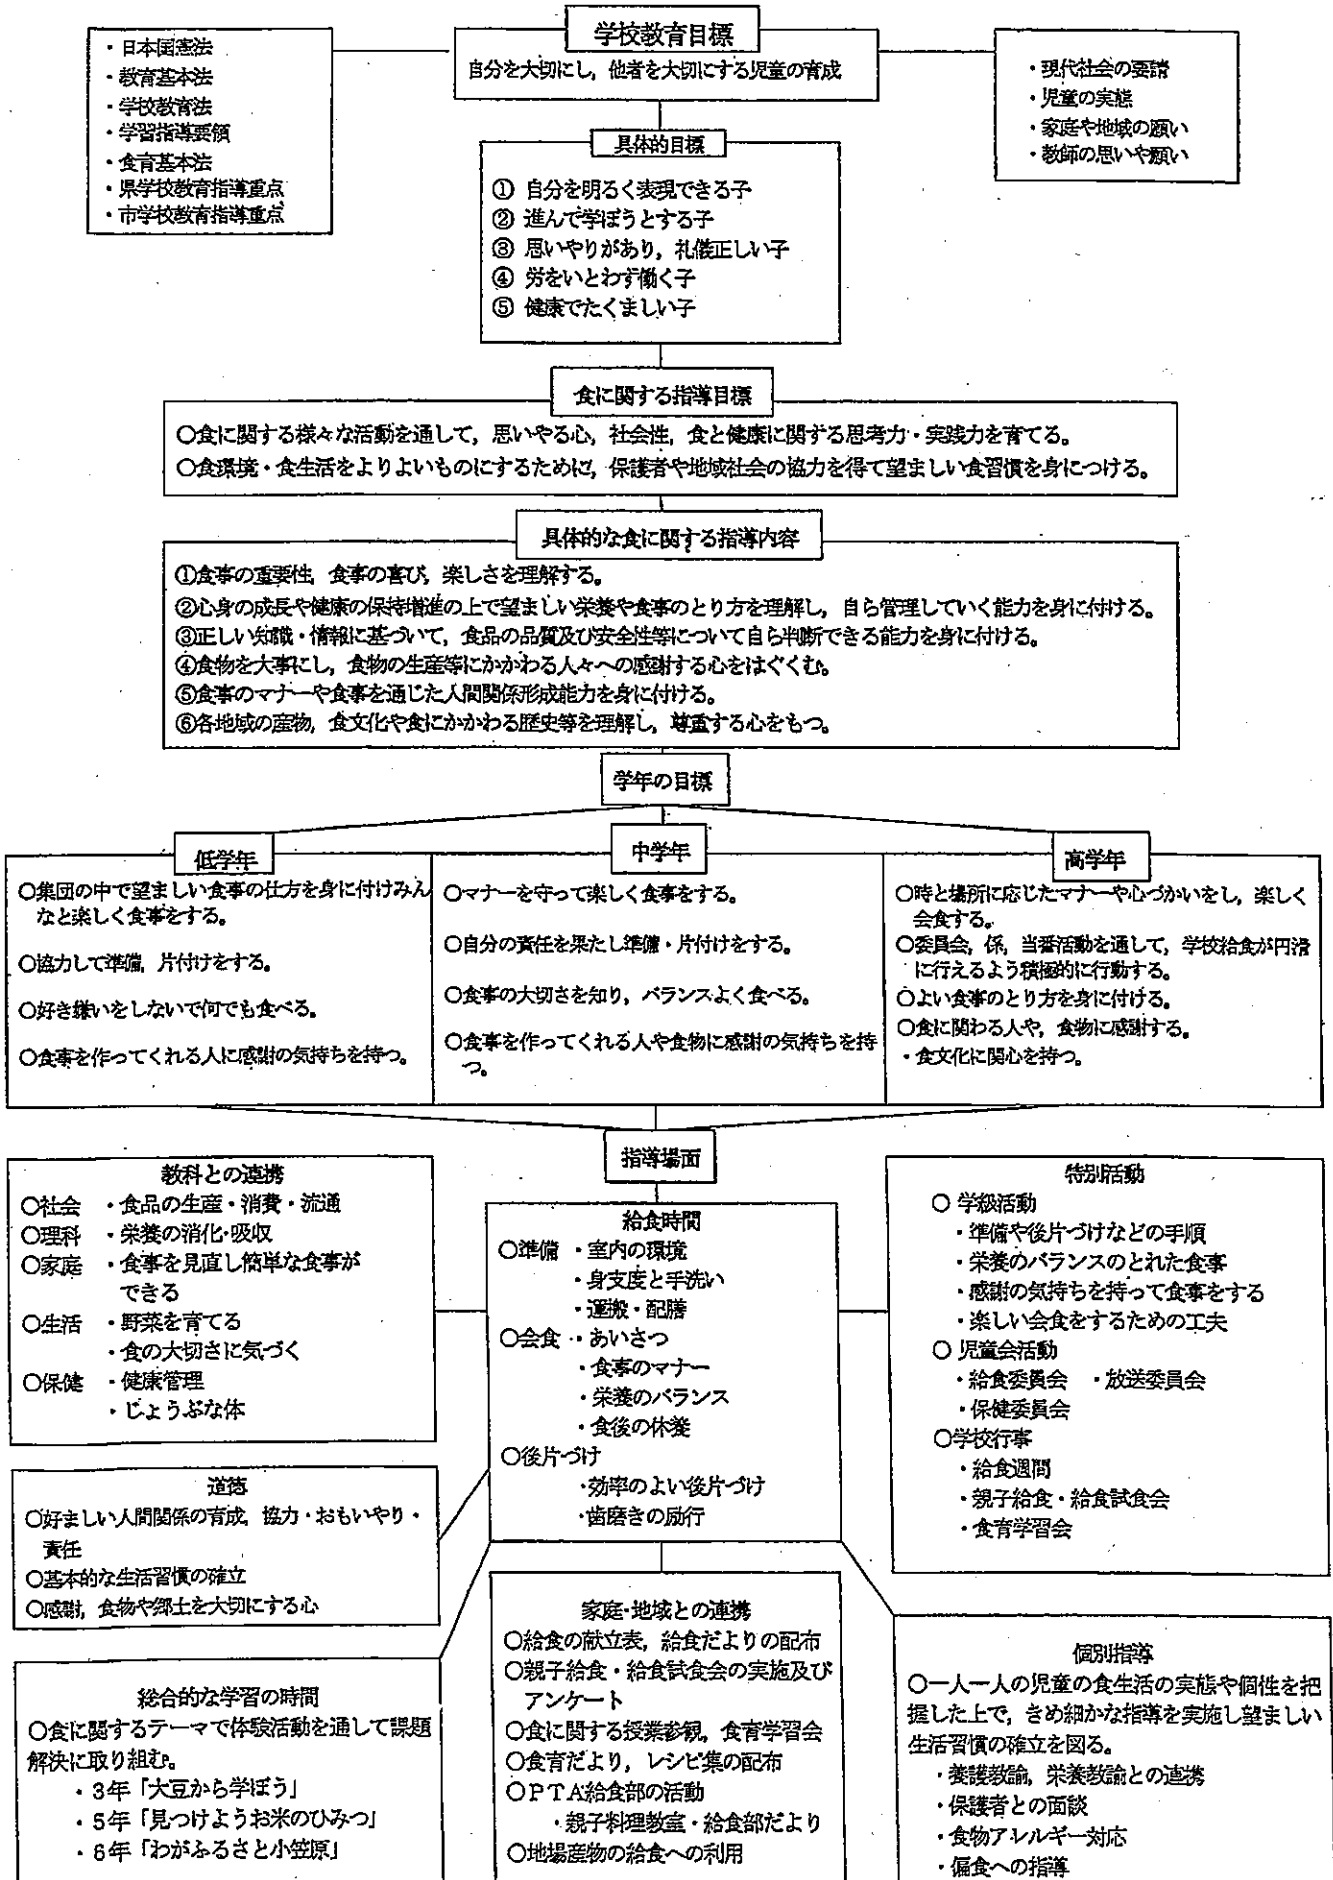 学校教育目標
自分を大切にし，他者を大切にする児童の育成
・日本国憲法
・教育基本法
・学校教育法
・学習指導要領
・食育基本法
・県学校教育指導重点
・市学校教育指導重点
・現代社会の要請
・児童の実態
・家庭や地域の願い
・教師の思いや願い
具体的目標
① 自分を明るく表現できる子
② 進んで学ぼうとする子
③ 思いやりがあり，礼儀正しい子
④ 労をいとわず働く子
⑤ 健康でたくましい子
食に関する指導目標
○食に関する様々な活動を通して，思いやる心，社会性，食と健康に関する思考力・実践力を育てる。
○食環境・食生活をよりよいものにするために，保護者や地域社会の協力を得て望ましい食習慣を身につける。
具体的な食に関する指導内容
①食事の重要性，食事の喜び，楽しさを理解する。
②心身の成長や健康の保持増進の上で望ましい栄養や食事のとり方を理解し，自ら管理していく能力を身に付ける。
③正しい知識・情報に基づいて，食品の品質及び安全性等について自ら判断できる能力を身に付ける。
④食物を大事にし，食物の生産等にかかわる人々への感謝する心をはぐくむ。
⑤食事のマナーや食事を通じた人間関係形成能力を身に付ける。
⑥各地域の産物，食文化や食にかかわる歴史等を理解し，尊重する心をもつ。
学年の目標
低学年
○集団の中で望ましい食事の仕方を身に付けみん
なと楽しく食事をする。
○協力して準備，片付けをする。
○好き嫌いをしないで何でも食べる。
○食事を作ってくれる人に感謝の気持ちを持つ。
中学年
○マナーを守って楽しく食事をする。
○自分の責任を果たし準備・片付けをする。
○食事の大切さを知り，バランスよく食べる。
○食事を作ってくれる人や食物に感謝の気持ちを持
つ。
高学年
○時と場所に応じたマナーや心づかいをし，楽しく
会食する。
○委員会，係，当番活動を通して，学校給食が円滑
に行えるよう積極的に行動する。
○よい食事のとり方を身に付ける。
○食に関わる人や，食物に感謝する。
・食文化に関心を持つ。
指導場面
教科との連携
○社会 ・食品の生産・消費・流通
○理科 ・栄養の消化・吸収
○家庭 ・食事を見直し簡単な食事が
できる
○生活 ・野菜を育てる
・食の大切さに気づく
○保健 ・健康管理
・じょうぶな体
道徳
○好ましい人間関係の育成，協力・おもいやり・
責任
○基本的な生活習慣の確立
○感謝，食物や郷土を大切にする心
総合的な学習の時間
○食に関するテーマで体験活動を通して課題
解決に取り組む。
・3年「大豆から学ぼう」
・5年「見つけようお米のひみつ」
・6年「わがふるさと小笠原」
給食時間
○準備 ・室内の環境
・身支度と手洗い
・運搬・配膳
○会食 ・あいさつ
・食事のマナー
・栄養のバランス
・食後の休養
○後片づけ
・効率のよい後片づけ
・歯磨きの励行
家庭・地域との連携
○給食の献立表，給食だよりの配布
○親子給食・給食試食会の実施及び
アンケート
○食に関する授業参観，食育学習会
○食育だより，レシピ集の配布
○ＰＴＡ給食部の活動
・親子料理教室・給食部だより
○地場産物の給食への利用
特別活動
○ 学級活動
・準備や後片づけなどの手順
・栄養のバランスのとれた食事
・感謝の気持ちを持って食事をする
・楽しい会食をするための工夫
○ 児童会活動
・給食委員会 ・放送委員会
・保健委員会
○学校行事
・給食週間
・親子給食・給食試食会
・食育学習会
個別指導
○一人一人の児童の食生活の実態や個性を把
握した上で，きめ細かな指導を実施し望ましい
生活習慣の確立を図る。
・養護教諭，栄養教諭との連携
・保護者との面談
・食物アレルギー対応
・偏食への指導